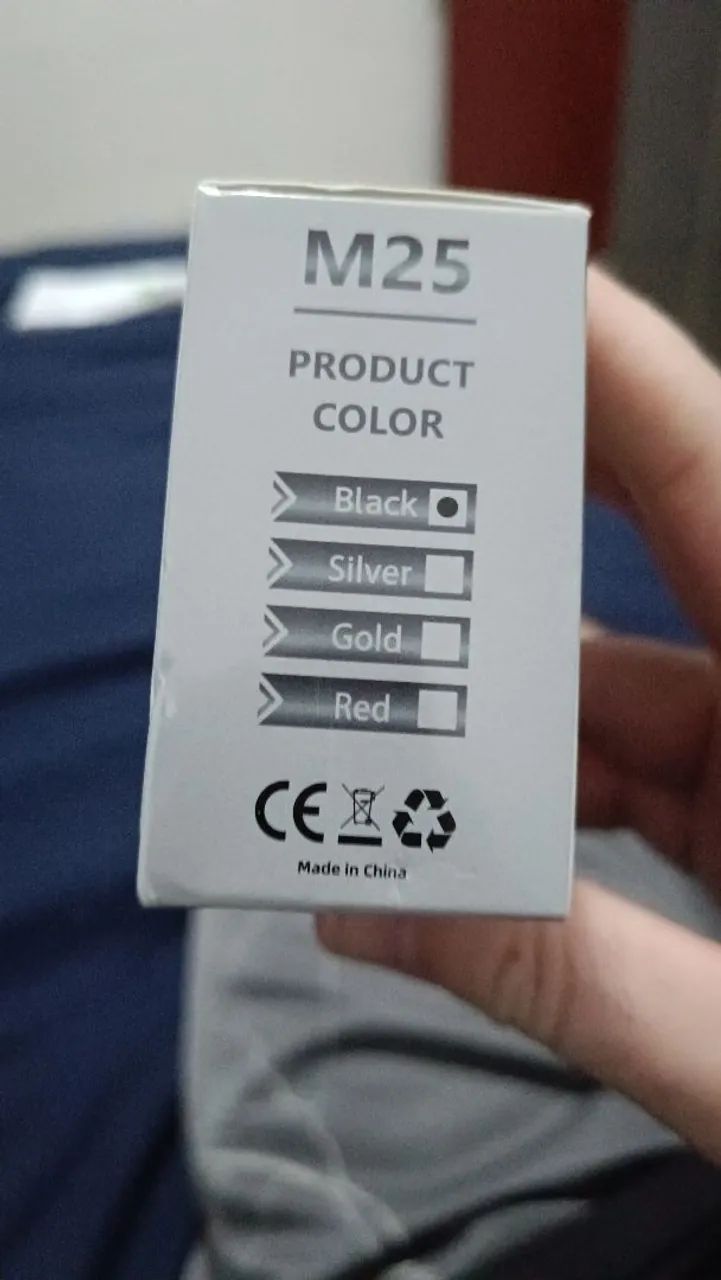 M25
PRODUCT
COLOR
Black
Silver
Gold
Red
CE
Made in China